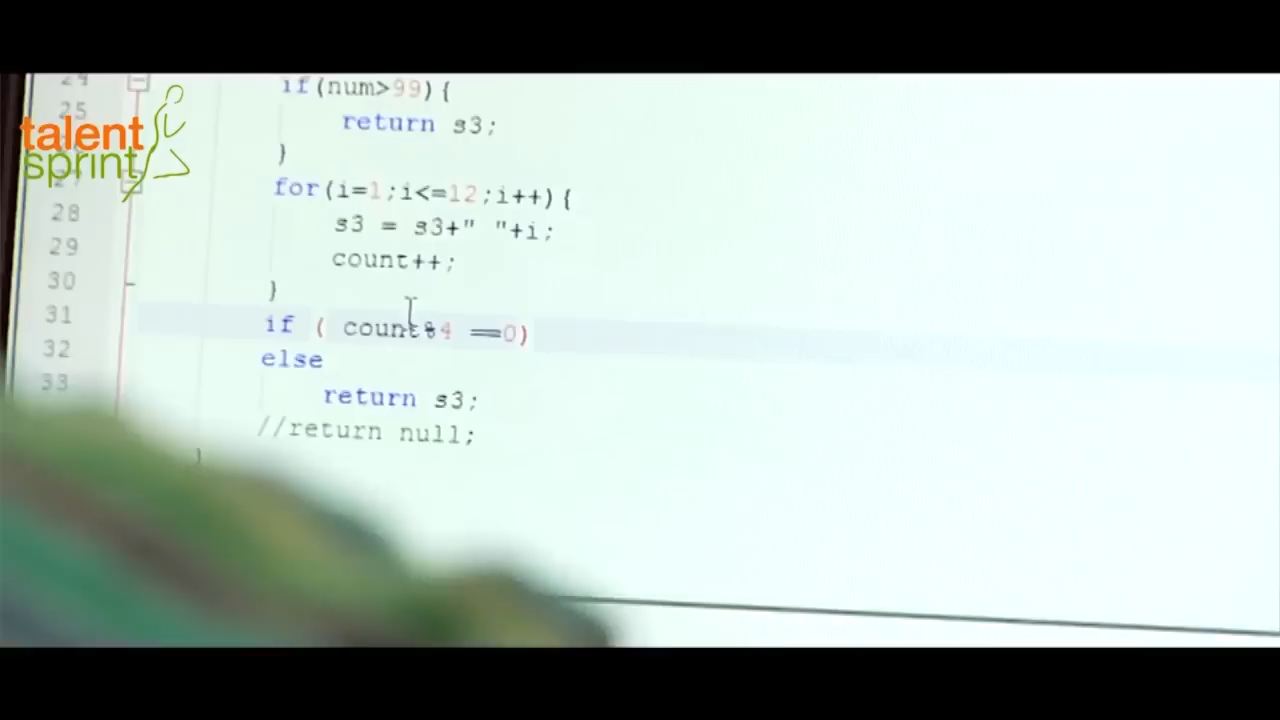 24
if(num>99){
talent
sprint
25
return s3;
}
27
for(i=1;i<=12;i++){
28
s3 = s3+" "+i;
29
count++;
30
}
31
if ( count%4 ==0)
32
else
33
return s3;
//return null;
}